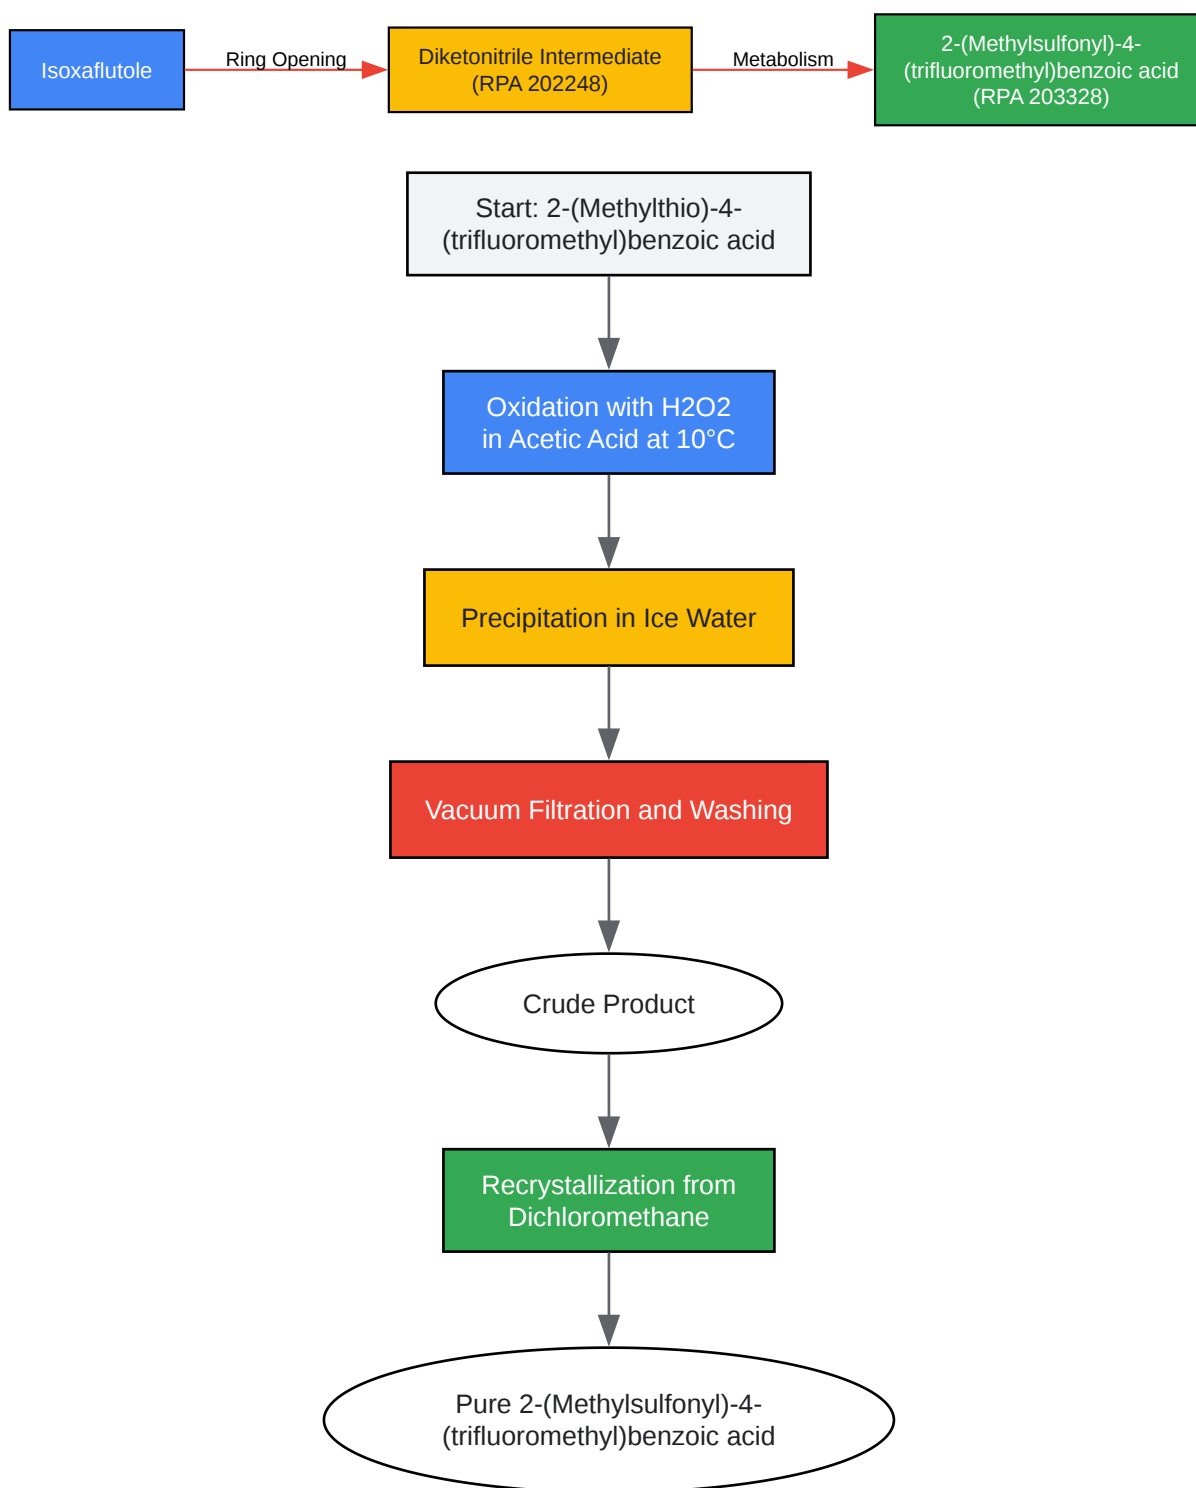 Isoxaflutole
Ring Opening
Diketonitrile Intermediate
(RPA 202248)
Metabolism
2-(Methylsulfonyl)-4-
(trifluoromethyl)benzoic acid
(RPA 203328)
Start: 2-(Methylthio)-4-
(trifluoromethyl)benzoic acid
Oxidation with H2O2
in Acetic Acid at 10°C
Precipitation in Ice Water
Vacuum Filtration and Washing
Crude Product
Recrystallization from
Dichloromethane
Pure 2-(Methylsulfonyl)-4-
(trifluoromethyl)benzoic acid